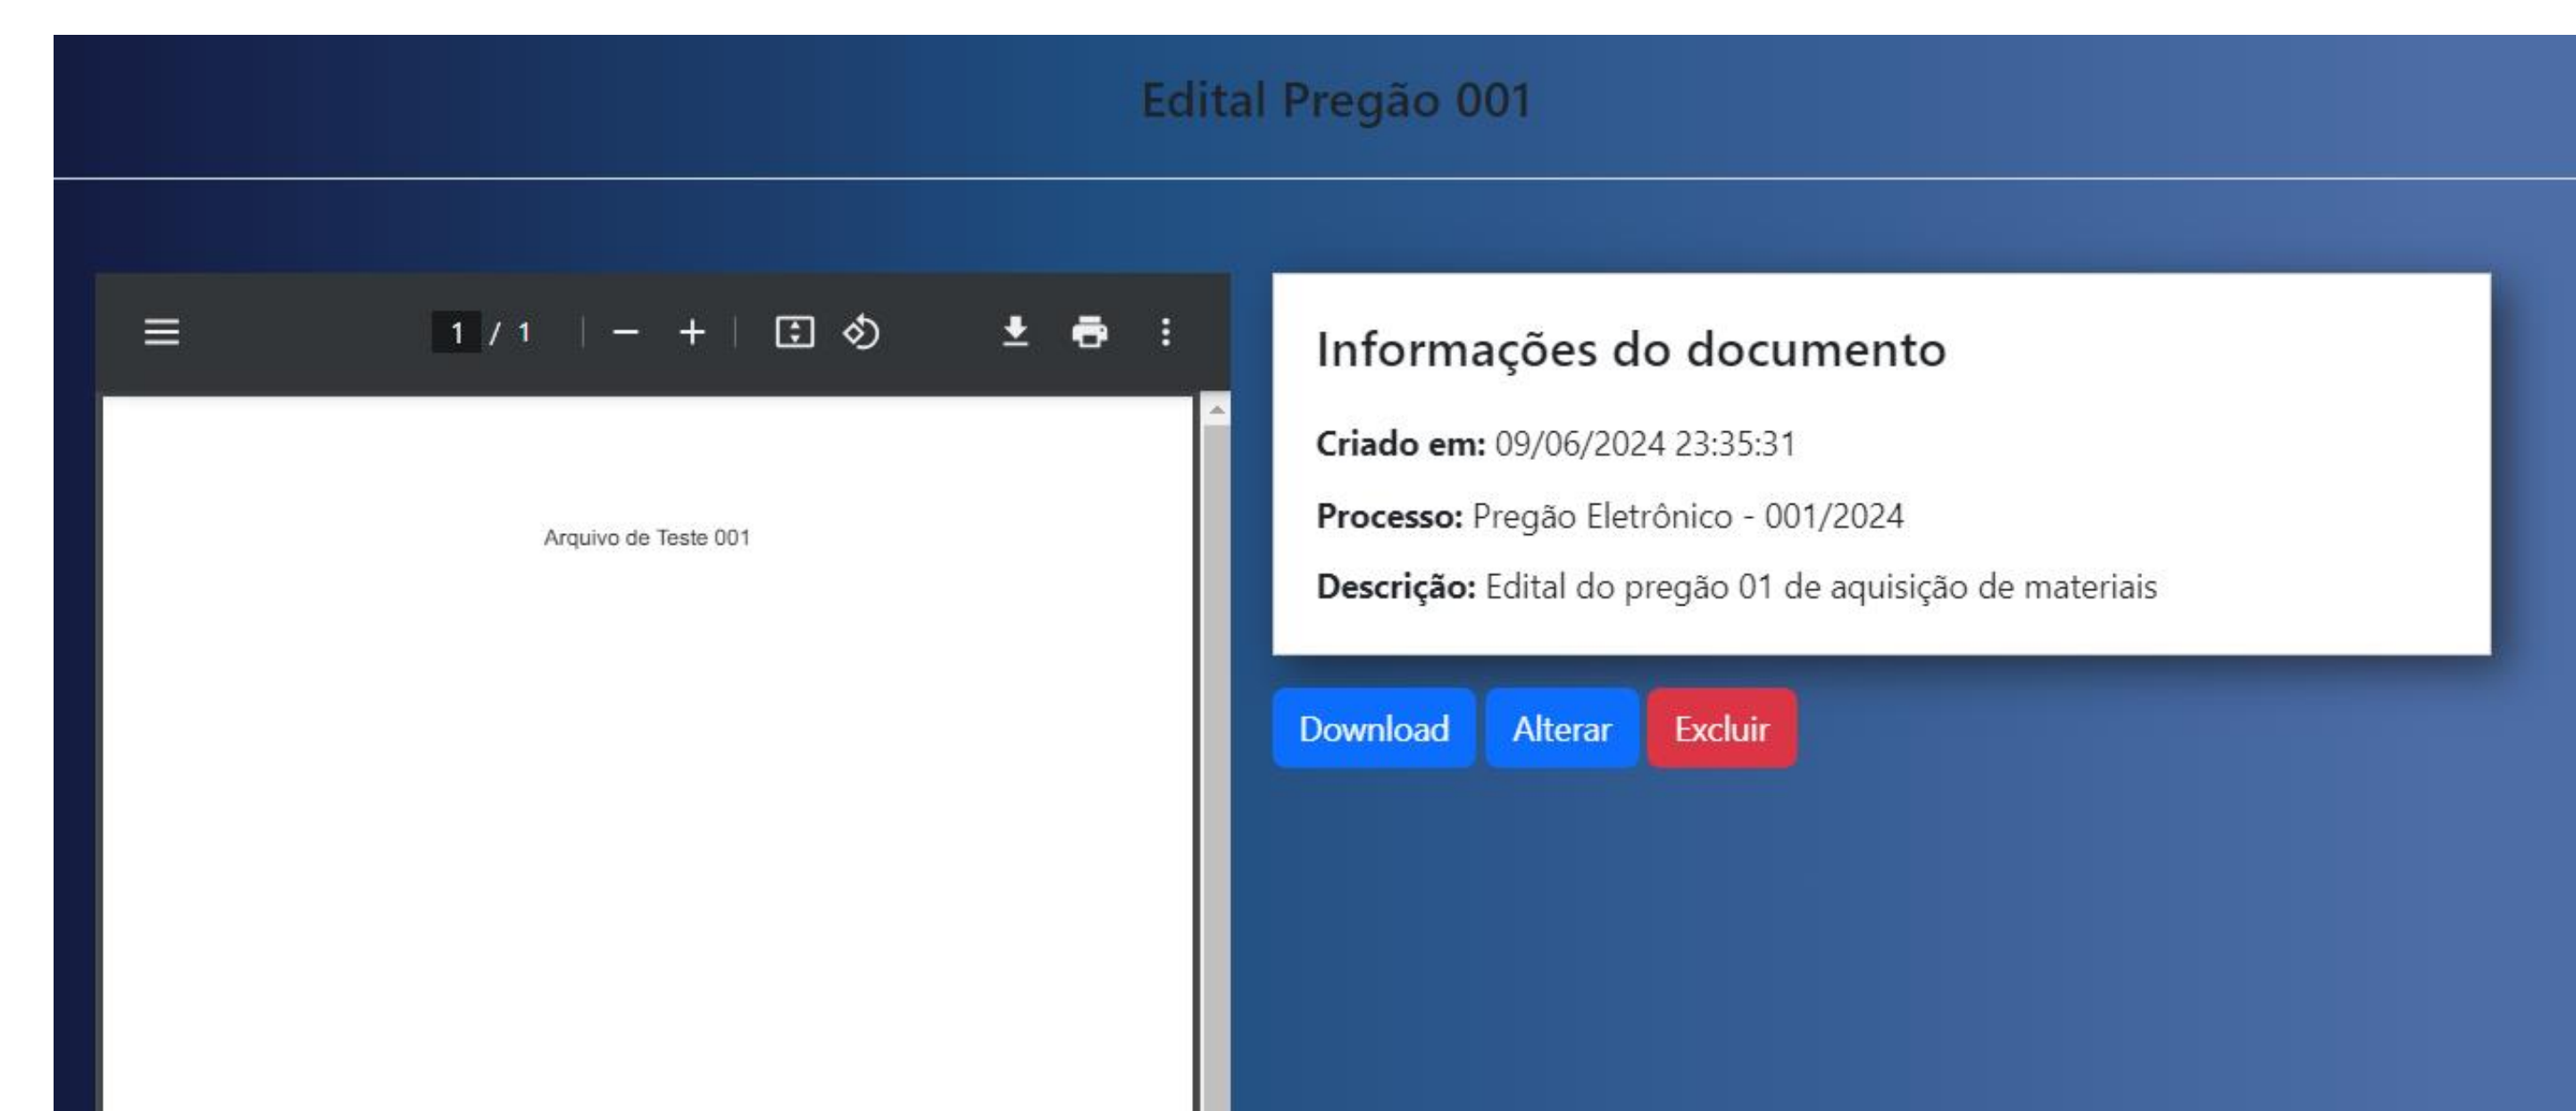 Edital Pregão 001
1 / 1
Arquivo de Teste 001
Informações do documento
Criado em: 09/06/2024 23:35:31
Processo: Pregão Eletrônico - 001/2024
Descrição: Edital do pregão 01 de aquisição de materiais
Download Alterar Excluir